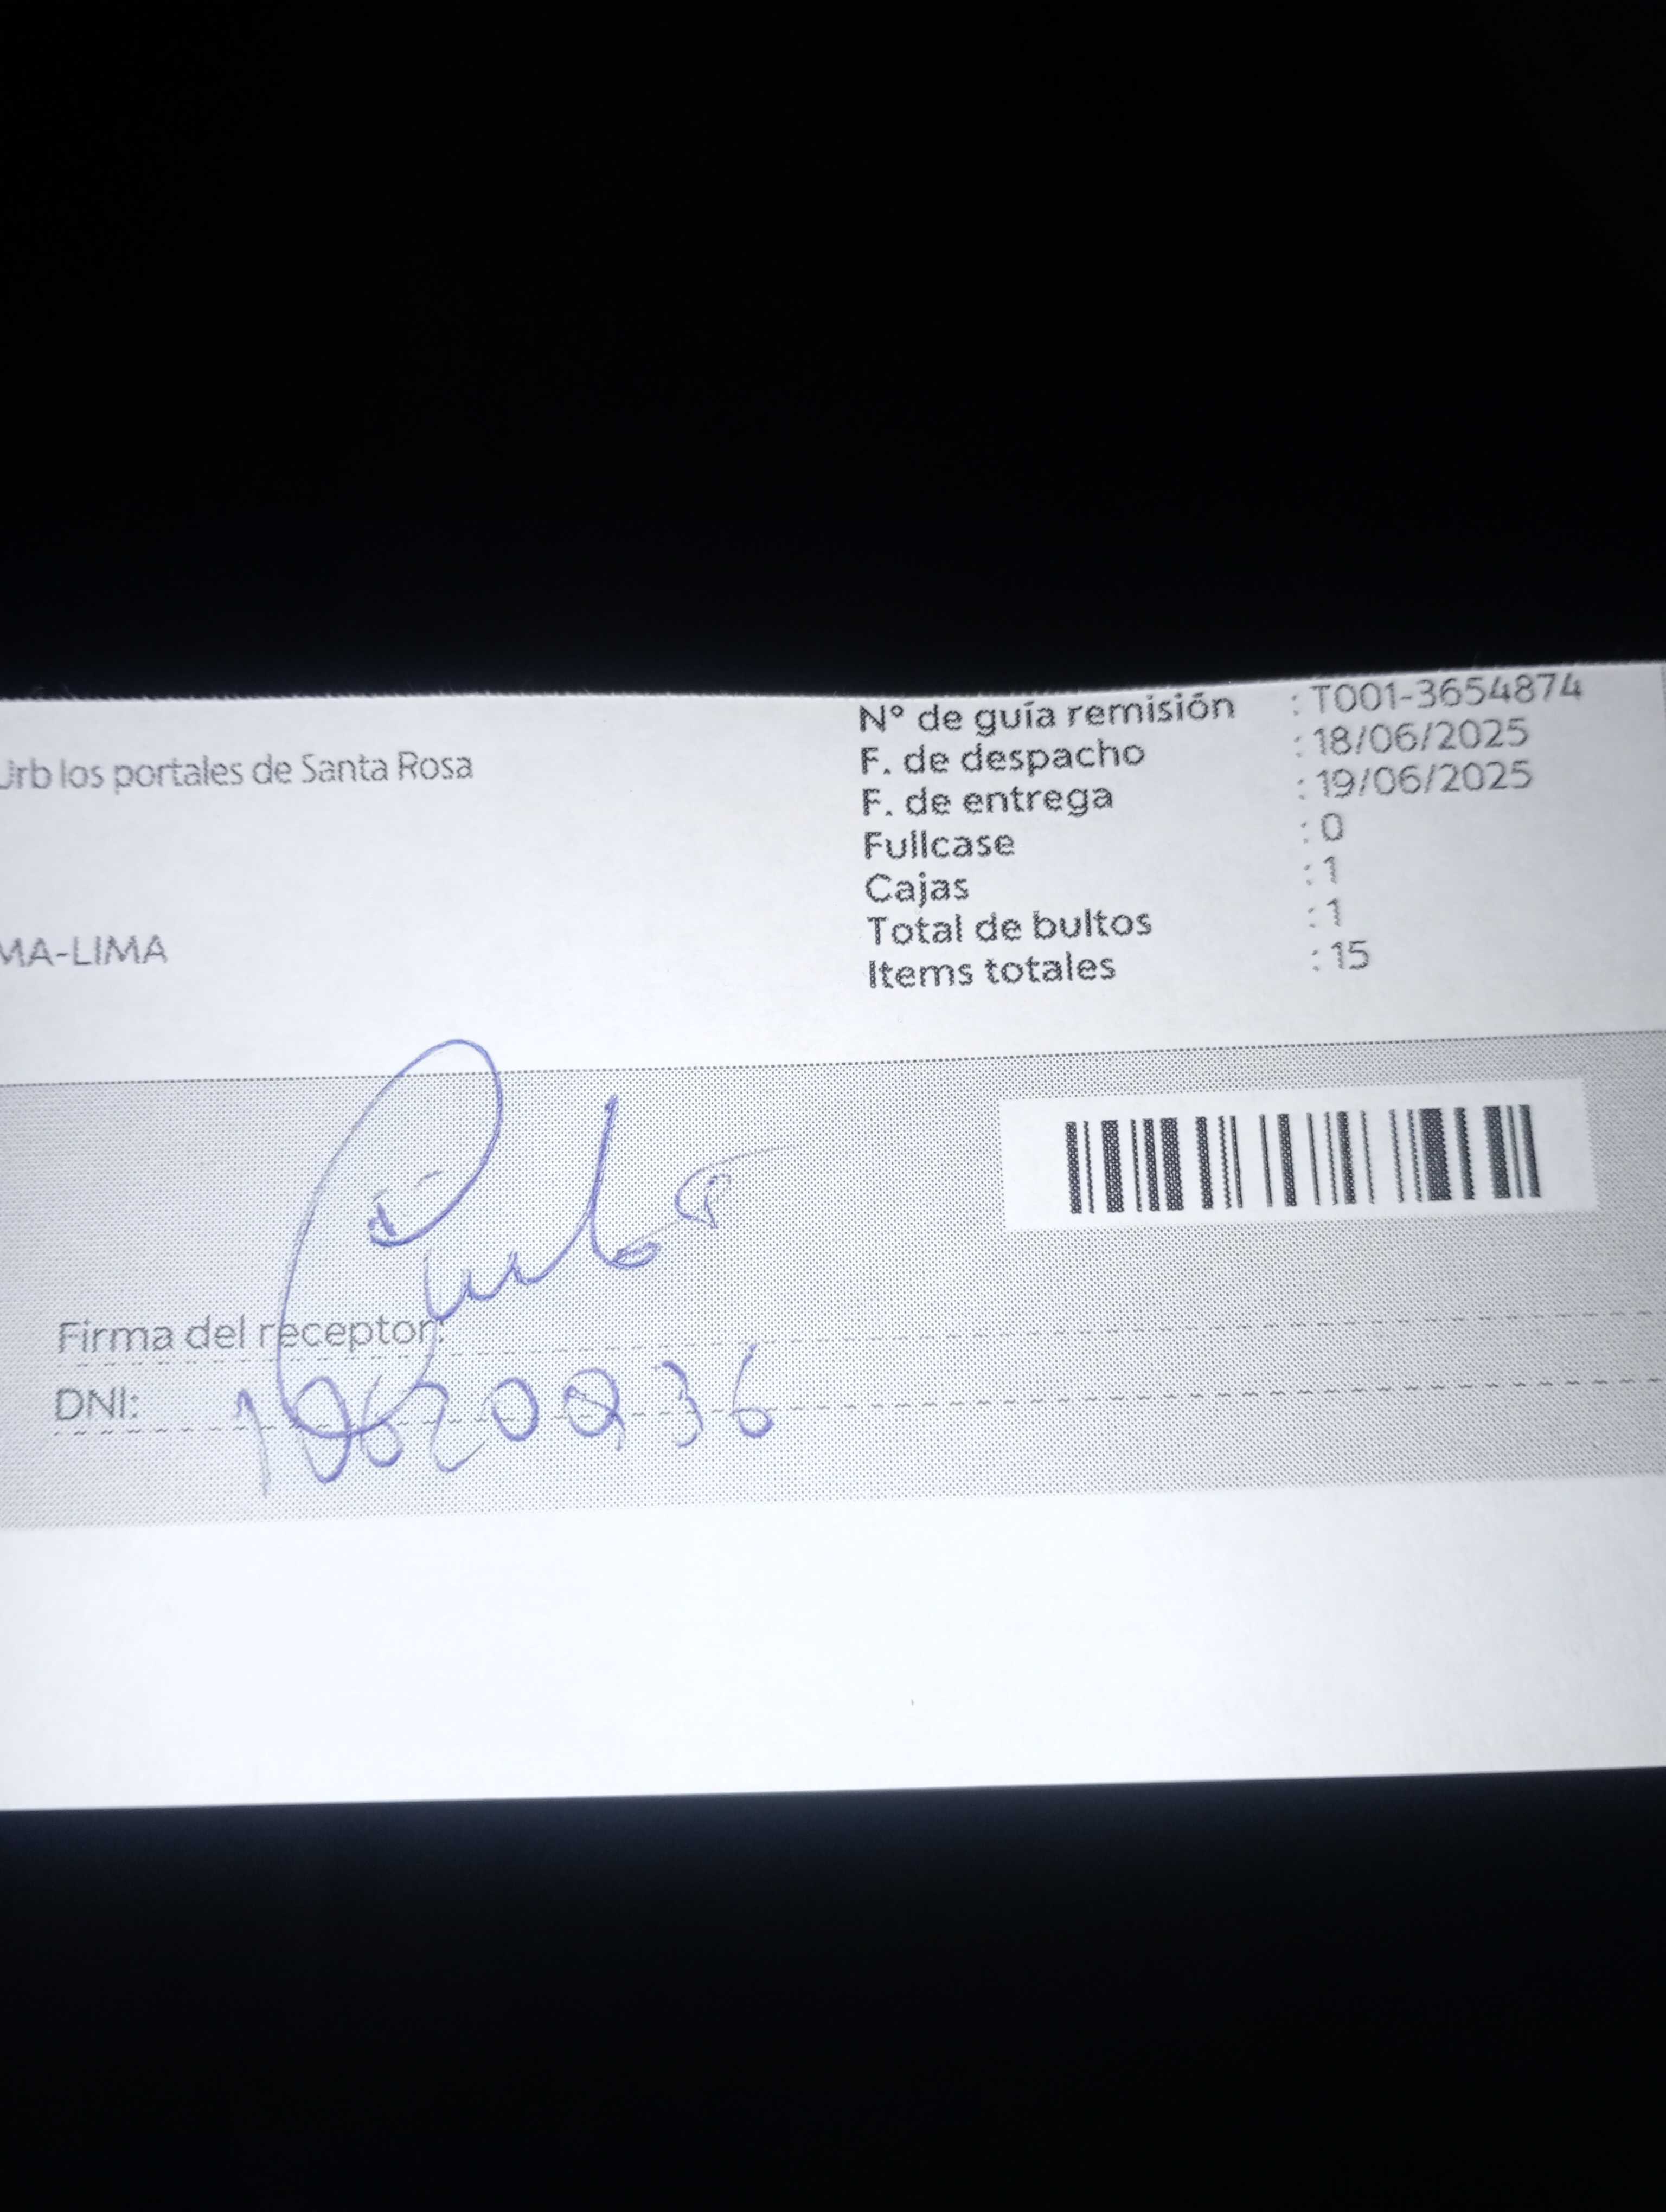 Urb los portales de Santa Rosa
MA-LIMA
N° de guía remisión : T001-3654874
F. de despacho : 18/06/2025
F. de entrega : 19/06/2025
Fullcase : 0
Cajas : 1
Total de bultos : 1
Items totales : 15
Firma del receptor:
DNI: 10620236